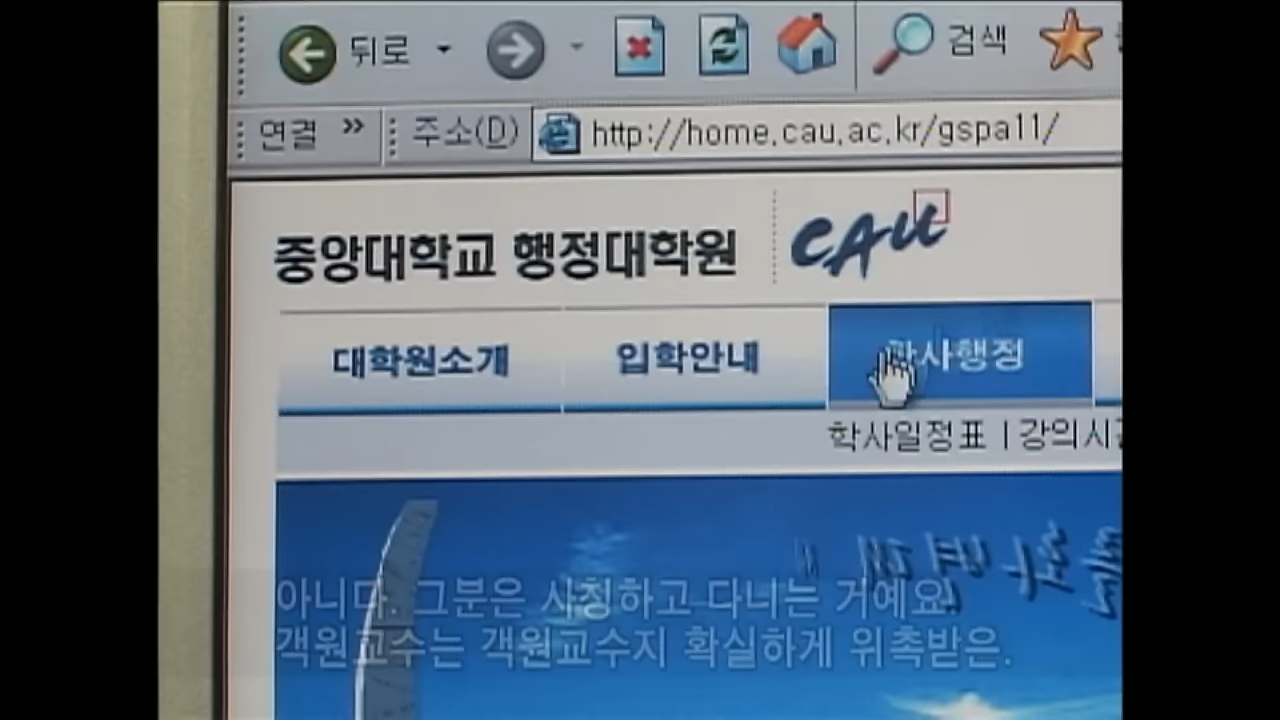 뒤로
검색
연결 »
주소(D)
http://home.cau.ac.kr/gspa11/
중앙대학교 행정대학원
CAU
대학원소개
입학안내
학사행정
학사일정표 | 강의시간
아니다. 그분은 사칭하고 다니는 거예요.
객원교수는 객원교수지 확실하게 위촉받은.